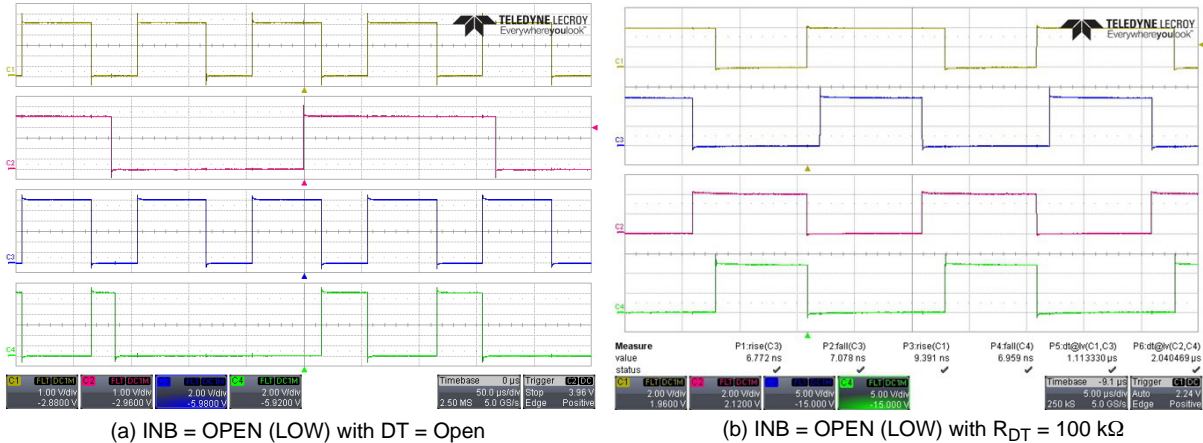 TELEDYNE LECROY
Everywhereyoulook™
C1
C2
C3
C4
C1 FLT DC1M
1.00 V/div
-2.8800 V
C2 FLT DC1M
1.00 V/div
-2.9600 V
FLT DC1M
2.00 V/div
-5.9800 V
C4 FLT DC1M
2.00 V/div
-5.9200 V
Timebase 0 µs
50.0 µs/div
2.50 MS 5.0 GS/s
Trigger C2 DC
Stop 3.96 V
Edge Positive
(a) INB = OPEN (LOW) with DT = Open
TELEDYNE LECROY
Everywhereyoulook™
C1
C3
C2
C4
Measure P1:rise(C3) P2:fall(C3) P3:rise(C1) P4:fall(C4) P5:dt@lv(C1,C3) P6:dt@lv(C2,C4)
value 6.772 ns 7.078 ns 9.391 ns 6.959 ns 1.113330 µs 2.040469 µs
status
C1 FLT DC1M
2.00 V/div
1.9600 V
C2 FLT DC1M
2.00 V/div
2.1200 V
FLT DC1M
5.00 V/div
-15.000 V
C4 FLT DC1M
5.00 V/div
-15.000 V
Timebase -9.1 µs
5.00 µs/div
250 kS 5.0 GS/s
Trigger C1 DC
Auto 2.24 V
Edge Positive
(b) INB = OPEN (LOW) with RDT = 100 kΩ